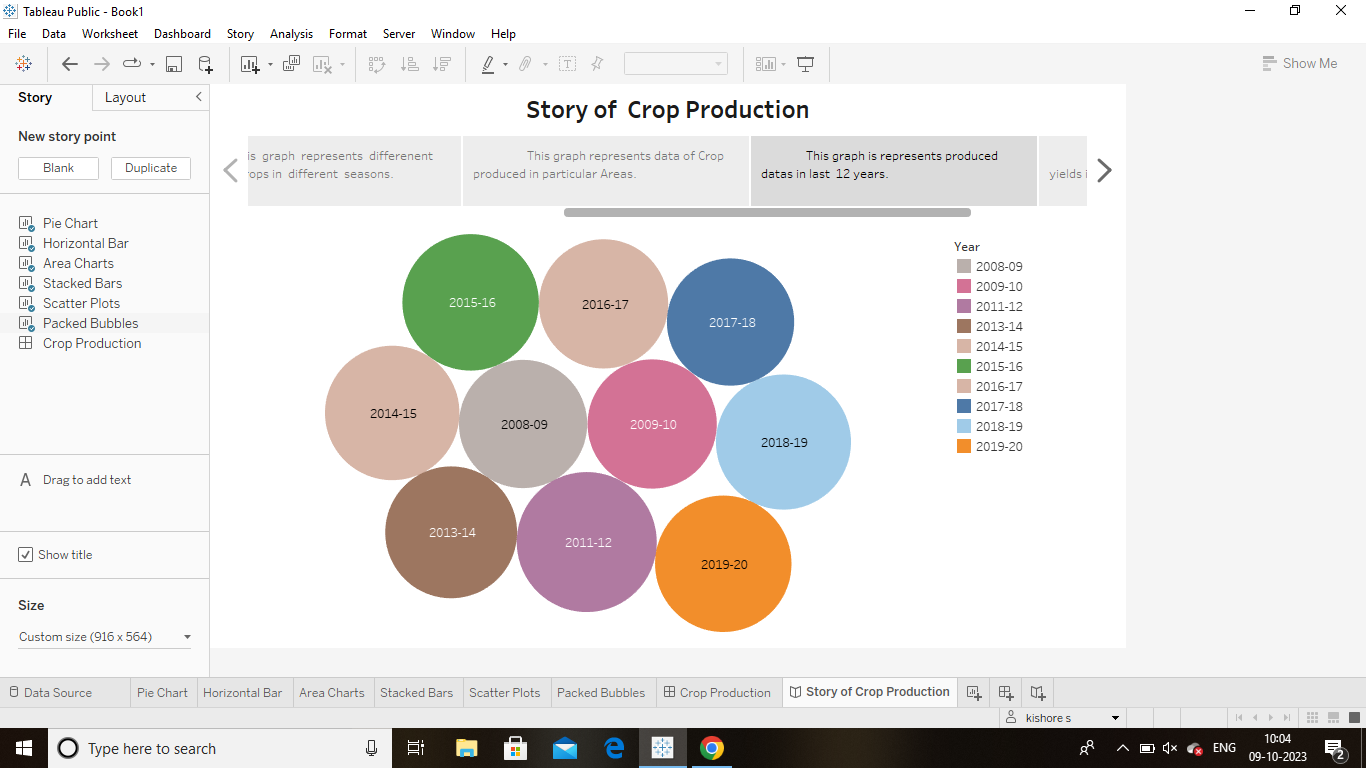 Tableau Public - Book1
File Data Worksheet Dashboard Story Analysis Format Server Window Help
Show Me
Story Layout
New story point
Blank Duplicate
Pie Chart
Horizontal Bar
Area Charts
Stacked Bars
Scatter Plots
Packed Bubbles
Crop Production
A Drag to add text
Show title
Size
Custom size (916 x 564)
Story of Crop Production
is graph represents differenent
ops in different seasons.
This graph represents data of Crop
produced in particular Areas.
This graph is represents produced
datas in last 12 years.
yields i
2015-16
2016-17
2017-18
2014-15
2008-09
2009-10
2018-19
2013-14
2011-12
2019-20
Year
2008-09
2009-10
2011-12
2013-14
2014-15
2015-16
2016-17
2017-18
2018-19
2019-20
Data Source Pie Chart Horizontal Bar Area Charts Stacked Bars Scatter Plots Packed Bubbles Crop Production Story of Crop Production
kishore s
Type here to search
ENG
10:04
09-10-2023
2